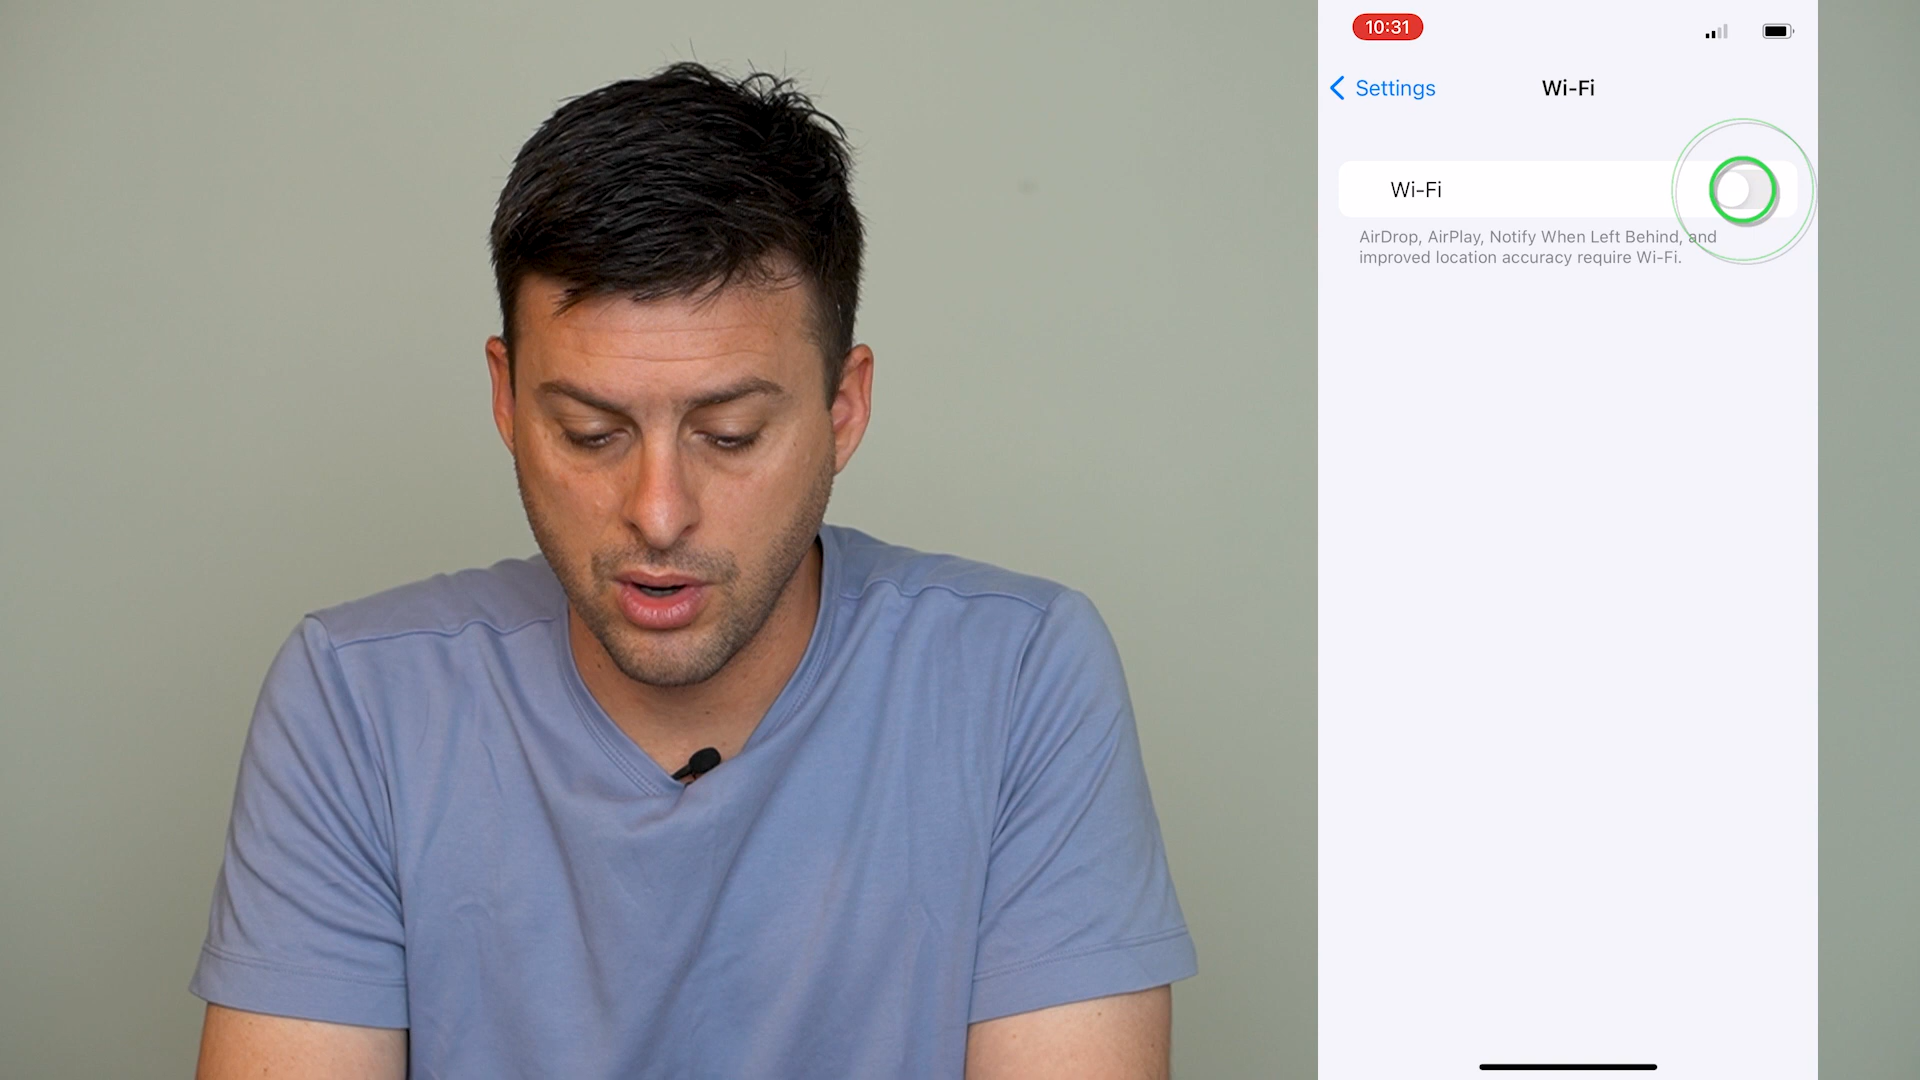 10:31
Settings
Wi-Fi
Wi-Fi
AirDrop, AirPlay, Notify When Left Behind, and
improved location accuracy require Wi-Fi.